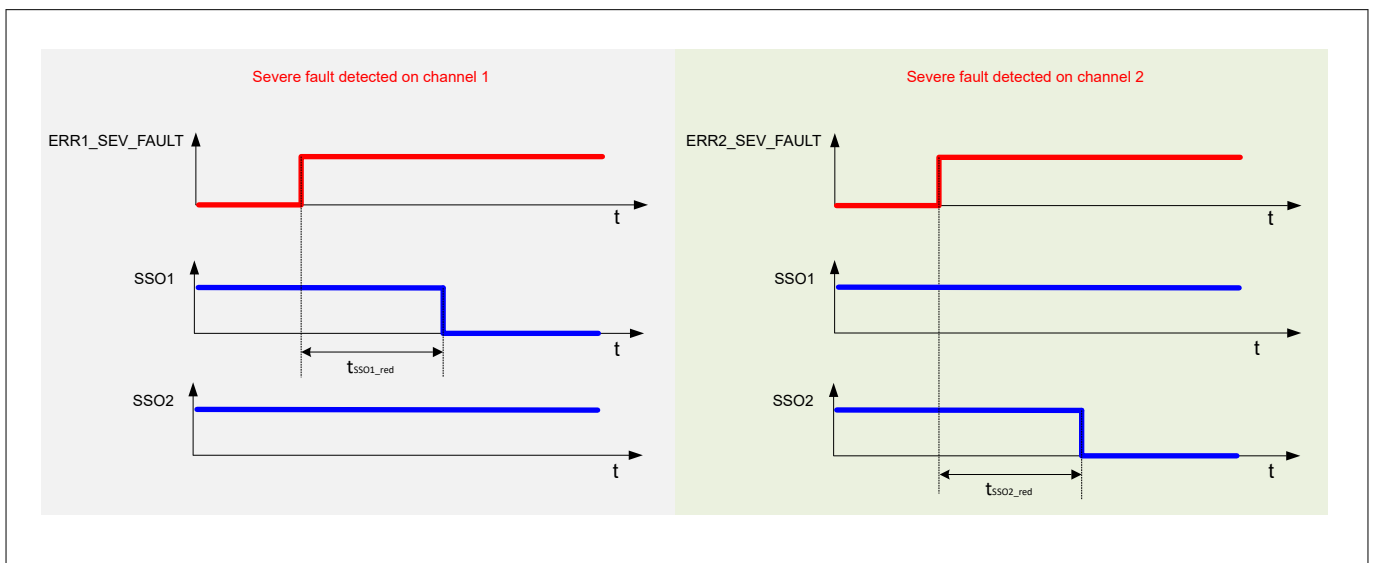 Severe fault detected on channel 1
ERR1_SEV_FAULT
t
SSO1
t
tSSO1_red
SSO2
t
Severe fault detected on channel 2
ERR2_SEV_FAULT
t
SSO1
t
SSO2
t
tSSO2_red